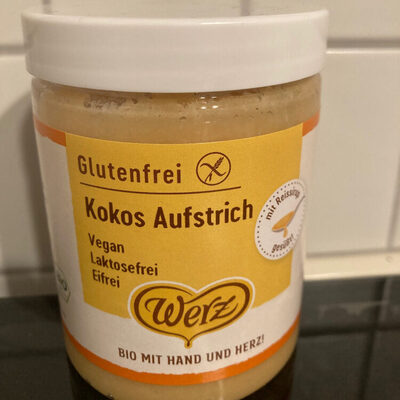 Glutenfrei
Kokos Aufstrich
Vegan
Laktosefrei
Eifrei
mit Reissirup
gesüßt
Werz
BIO MIT HAND UND HERZ!